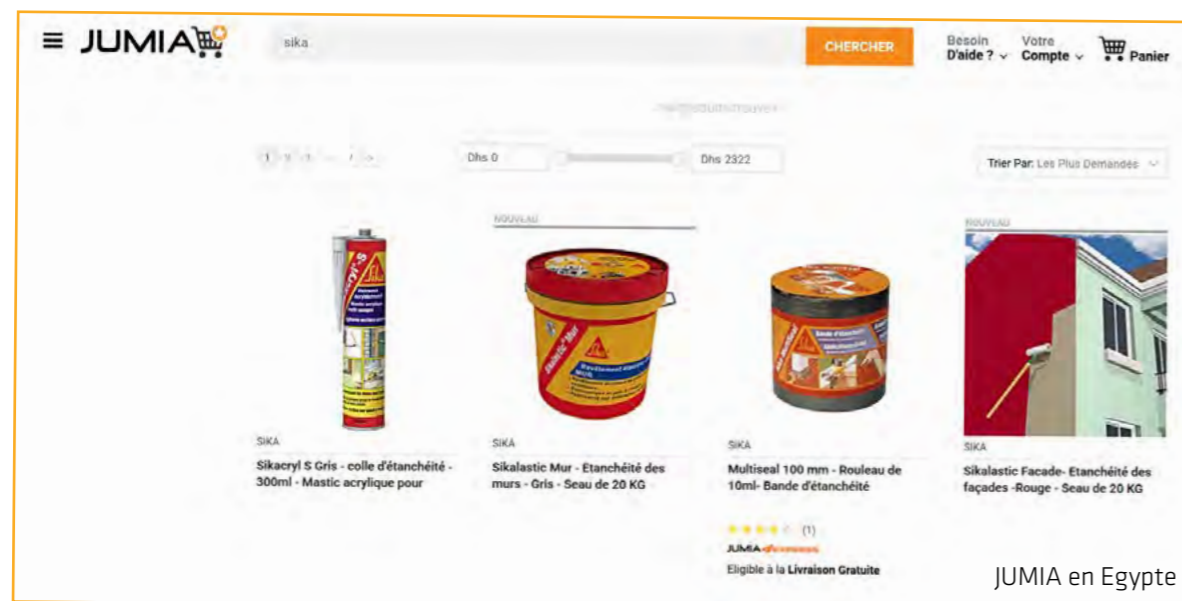 JUMIA
sika
CHERCHER
Besoin
D'aide ?
Votre
Compte
Panier
Dhs 0
Dhs 2322
Trier Par: Les Plus Demandés
NOUVEAU
NOUVEAU
Sika
SIKA
Sikacryl S Gris - colle d'étanchéité -
300ml - Mastic acrylique pour
SIKA
Sikalastic Mur - Etanchéité des
murs - Gris - Seau de 20 KG
SIKA
Multiseal 100 mm - Rouleau de
10ml- Bande d'étanchéité
(1)
JUMIA
Eligible à la Livraison Gratuite
SIKA
Sikalastic Facade- Etanchéité des
façades -Rouge - Seau de 20 KG
JUMIA en Egypte